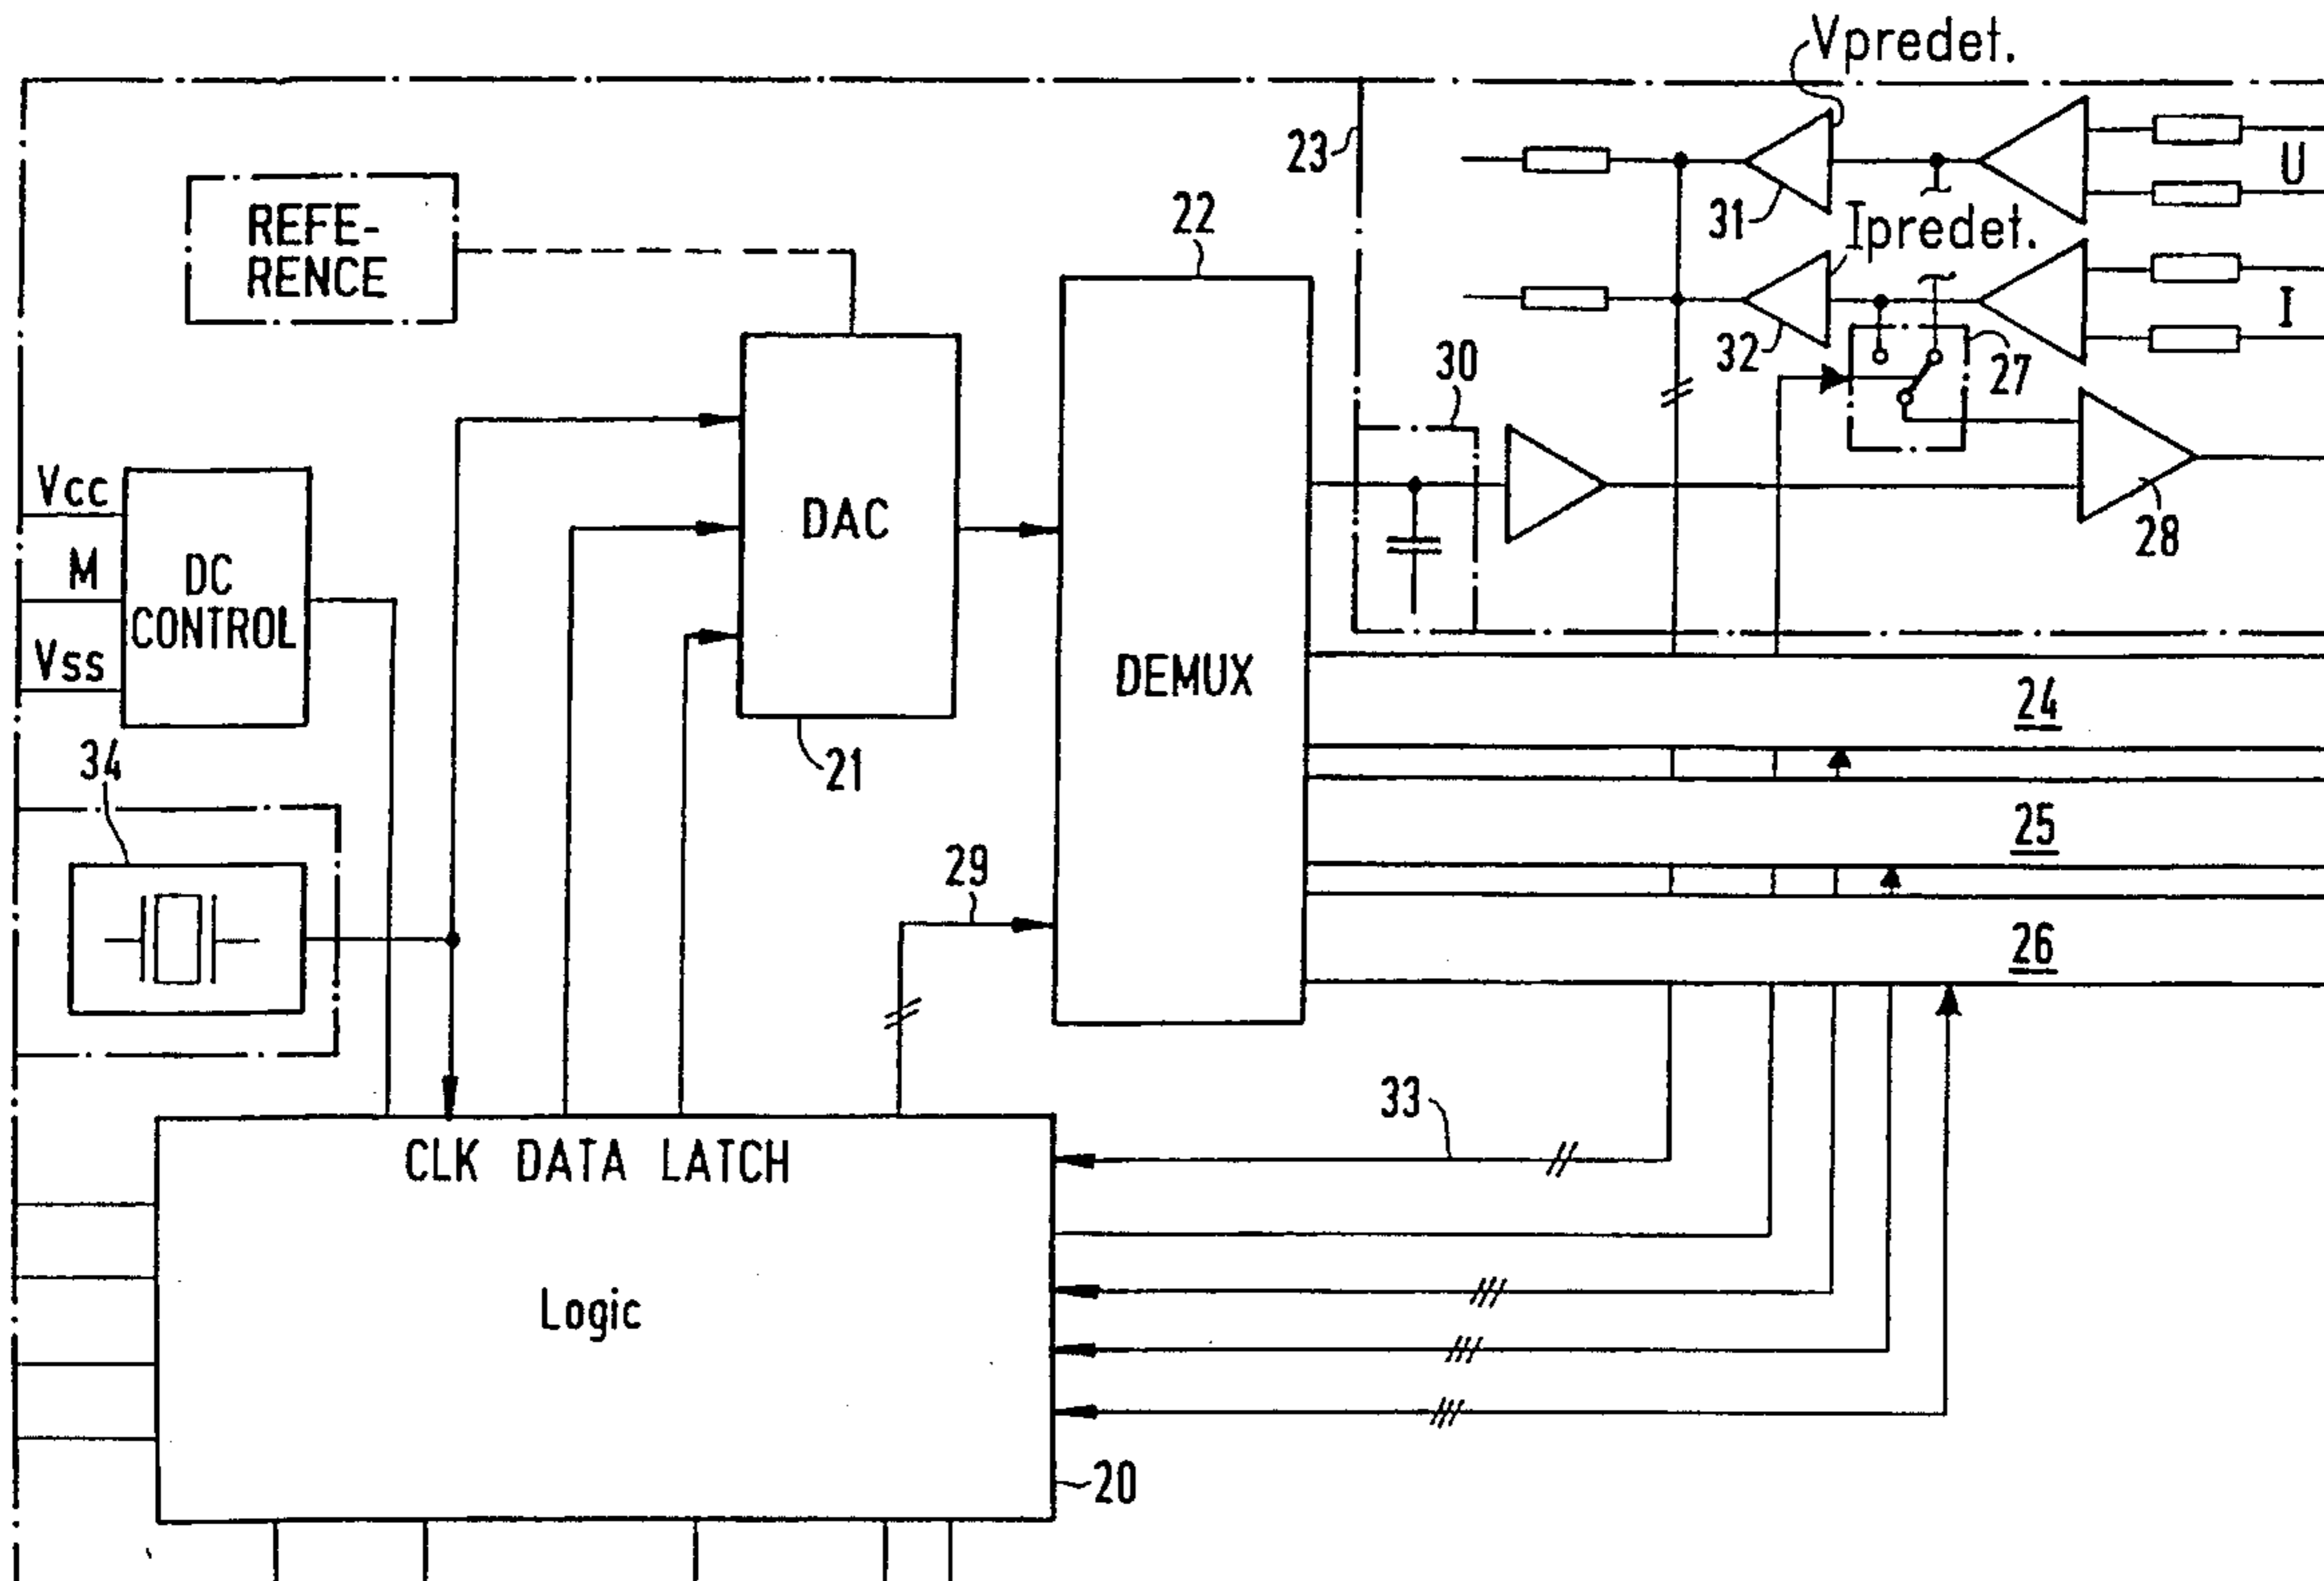 Vpredet.
23
U
REFE-
RENCE
22
31
Ipredet.
I
32
27
30
Vcc
DAC
28
M
DC
CONTROL
Vss
DEMUX
24
34
21
25
29
26
33
CLK DATA LATCH
Logic
20